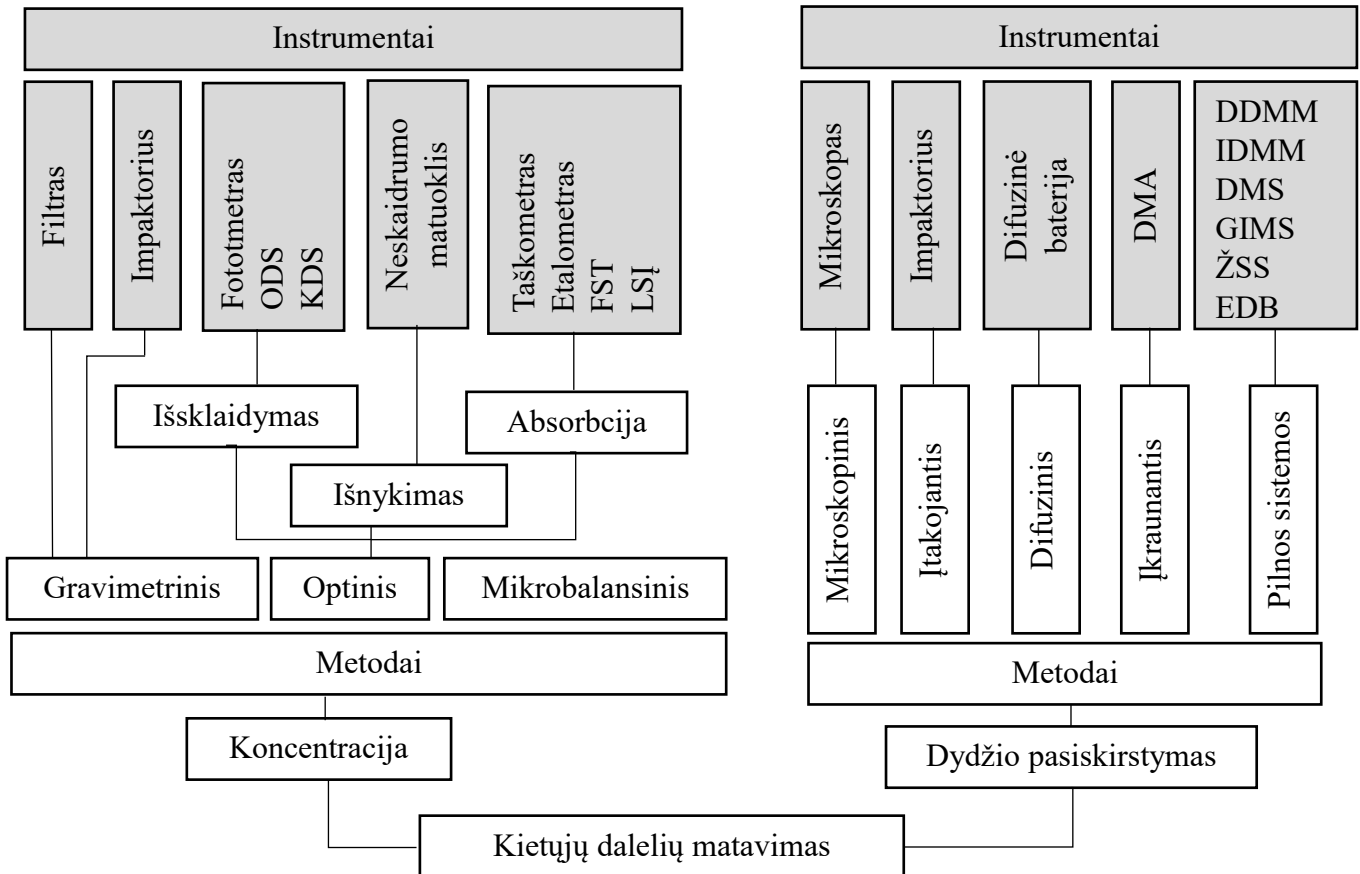 Instrumentai
Filtras
Impaktorius
Fototmetras
ODS
KDS
Neskaidrumo
matuoklis
Taškometras
Etalometras
FST
LSĮ
Išsklaidymas
Absorbcija
Išnykimas
Gravimetrinis
Optinis
Mikrobalansinis
Metodai
Koncentracija
Instrumentai
Mikroskopas
Impaktorius
Difuzinė
baterija
DMA
DDMM
IDMM
DMS
GIMS
ŽSS
EDB
Mikroskopinis
Įtakojantis
Difuzinis
Įkraunantis
Pilnos sistemos
Metodai
Dydžio pasiskirstymas
Kietųjų dalelių matavimas